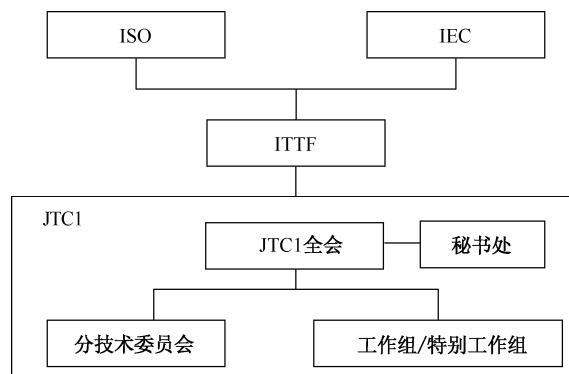 ISO
IEC
ITTF
JTC1
JTC1全会
秘书处
分技术委员会
工作组/特别工作组